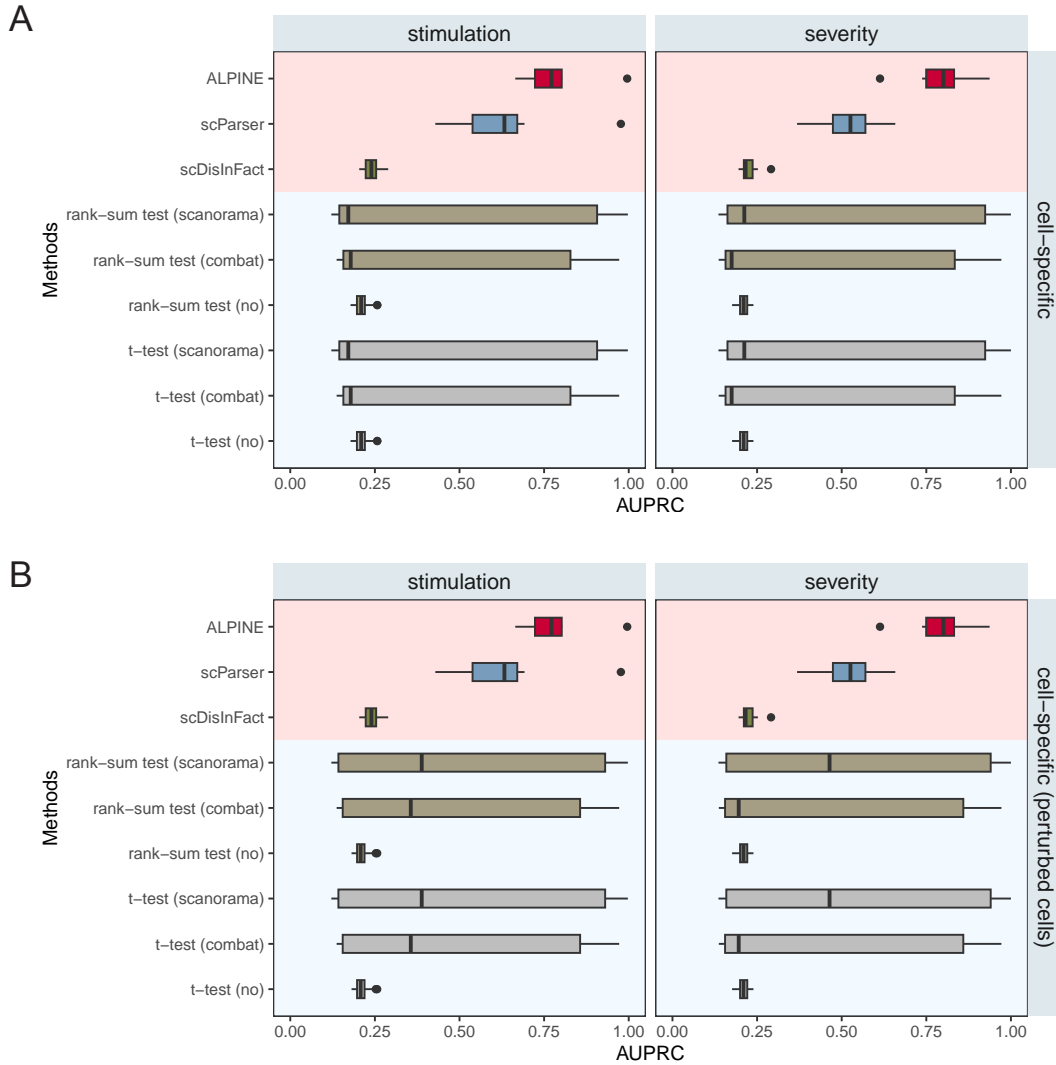 A
stimulation
severity
ALPINE
scParser
scDisInFact
rank−sum test (scanorama)
rank−sum test (combat)
rank−sum test (no)
t−test (scanorama)
t−test (combat)
t−test (no)
Methods
cell−specific
0.00 0.25 0.50 0.75 1.00 0.00 0.25 0.50 0.75 1.00
AUPRC
B
stimulation
severity
ALPINE
scParser
scDisInFact
rank−sum test (scanorama)
rank−sum test (combat)
rank−sum test (no)
t−test (scanorama)
t−test (combat)
t−test (no)
Methods
cell−specific (perturbed cells)
0.00 0.25 0.50 0.75 1.00 0.00 0.25 0.50 0.75 1.00
AUPRC